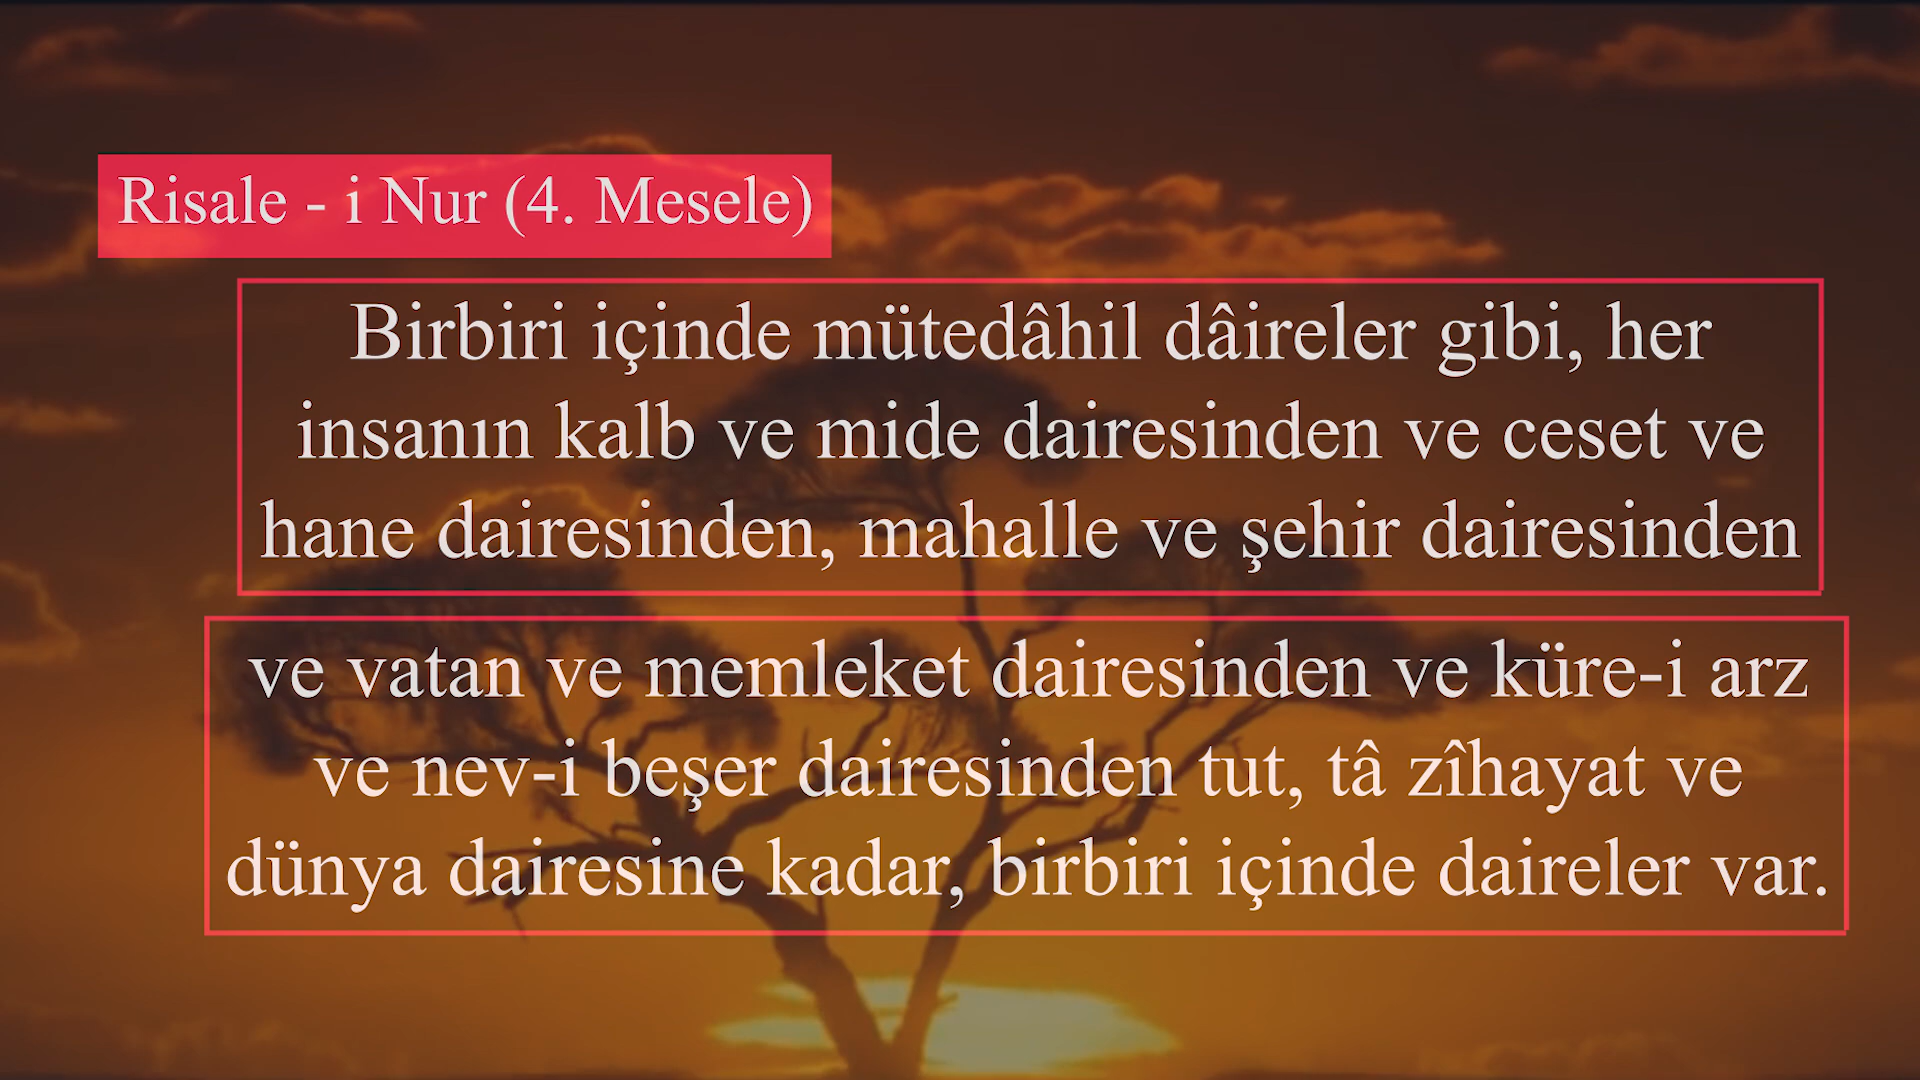 Risale - i Nur (4. Mesele)
Birbiri içinde mütedâhil dâireler gibi, her
insanın kalb ve mide dairesinden ve ceset ve
hane dairesinden, mahalle ve şehir dairesinden
ve vatan ve memleket dairesinden ve küre-i arz
ve nev-i beşer dairesinden tut, tâ zîhayat ve
dünya dairesine kadar, birbiri içinde daireler var.